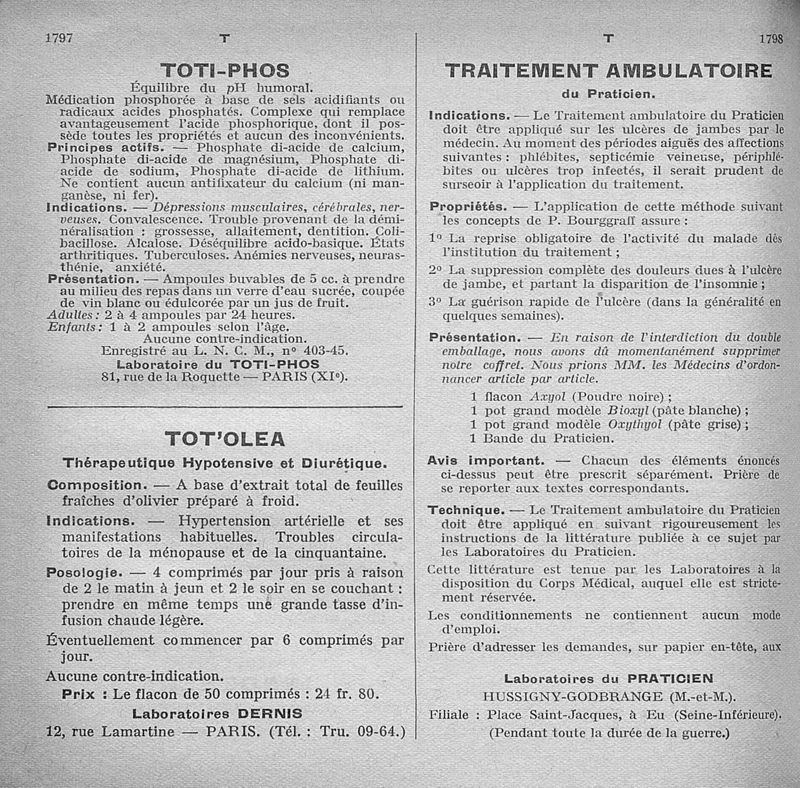 1797 T
TOTI-PHOS
Équilibre du pH humoral.
Médication phosphorée à base de sels acidifiants ou
radicaux acides phosphatés. Complexe qui remplace
avantageusement l'acide phosphorique, dont il pos-
sède toutes les propriétés et aucun des inconvénients.
Principes actifs. — Phosphate di-acide de calcium,
Phosphate di-acide de magnésium, Phosphate di-
acide de sodium, Phosphate di-acide de lithium.
Ne contient aucun antifixateur du calcium (ni man-
ganèse, ni fer).
Indications. — Dépressions musculaires, cérébrales, ner-
veuses. Convalescence. Trouble provenant de la démi-
néralisation : grossesse, allaitement, dentition. Coli-
bacillose. Alcalose. Déséquilibre acido-basique. États
arthritiques. Tuberculoses. Anémies nerveuses, neuras-
thénie, anxiété.
Présentation. — Ampoules buvables de 5 cc. à prendre
au milieu des repas dans un verre d'eau sucrée, coupée
de vin blanc ou édulcorée par un jus de fruit.
Adultes : 2 à 4 ampoules par 24 heures.
Enfants : 1 à 2 ampoules selon l'âge.
Aucune contre-indication.
Enregistré au L. N. C. M., nº 403-45.
Laboratoire du TOTI-PHOS
81, rue de la Roquette — PARIS (XIᵉ).
TOT'OLEA
Thérapeutique Hypotensive et Diurétique.
Composition. — A base d'extrait total de feuilles
fraîches d'olivier préparé à froid.
Indications. — Hypertension artérielle et ses
manifestations habituelles. Troubles circula-
toires de la ménopause et de la cinquantaine.
Posologie. — 4 comprimés par jour pris à raison
de 2 le matin à jeun et 2 le soir en se couchant :
prendre en même temps une grande tasse d'in-
fusion chaude légère.
Éventuellement commencer par 6 comprimés par
jour.
Aucune contre-indication.
Prix : Le flacon de 50 comprimés : 24 fr. 80.
Laboratoires DERNIS
12, rue Lamartine — PARIS. (Tél. : Tru. 09-64.)
T 1798
TRAITEMENT AMBULATOIRE
du Praticien.
Indications. — Le Traitement ambulatoire du Praticien
doit être appliqué sur les ulcères de jambes par le
médecin. Au moment des périodes aiguës des affections
suivantes : phlébites, septicémie veineuse, périphlé-
bites ou ulcères trop infectés, il serait prudent de
surseoir à l'application du traitement.
Propriétés. — L'application de cette méthode suivant
les concepts de P. Bourggraff assure :
1º La reprise obligatoire de l'activité du malade dès
l'institution du traitement ;
2º La suppression complète des douleurs dues à l'ulcère
de jambe, et partant la disparition de l'insomnie ;
3º La guérison rapide de l'ulcère (dans la généralité en
quelques semaines).
Présentation. — En raison de l'interdiction du double
emballage, nous avons dû momentanément supprimer
notre coffret. Nous prions MM. les Médecins d'ordon-
nancer article par article.
1 flacon Axyol (Poudre noire) ;
1 pot grand modèle Bioxyl (pâte blanche) ;
1 pot grand modèle Oxythyol (pâte grise) ;
1 Bande du Praticien.
Avis important. — Chacun des éléments énoncés
ci-dessus peut être prescrit séparément. Prière de
se reporter aux textes correspondants.
Technique. — Le Traitement ambulatoire du Praticien
doit être appliqué en suivant rigoureusement les
instructions de la littérature publiée à ce sujet par
les Laboratoires du Praticien.
Cette littérature est tenue par les Laboratoires à la
disposition du Corps Médical, auquel elle est stricte-
ment réservée.
Les conditionnements ne contiennent aucun mode
d'emploi.
Prière d'adresser les demandes, sur papier en-tête, aux
Laboratoires du PRATICIEN
HUSSIGNY-GODBRANGE (M.-et-M.).
Filiale : Place Saint-Jacques, à Eu (Seine-Inférieure).
(Pendant toute la durée de la guerre.)